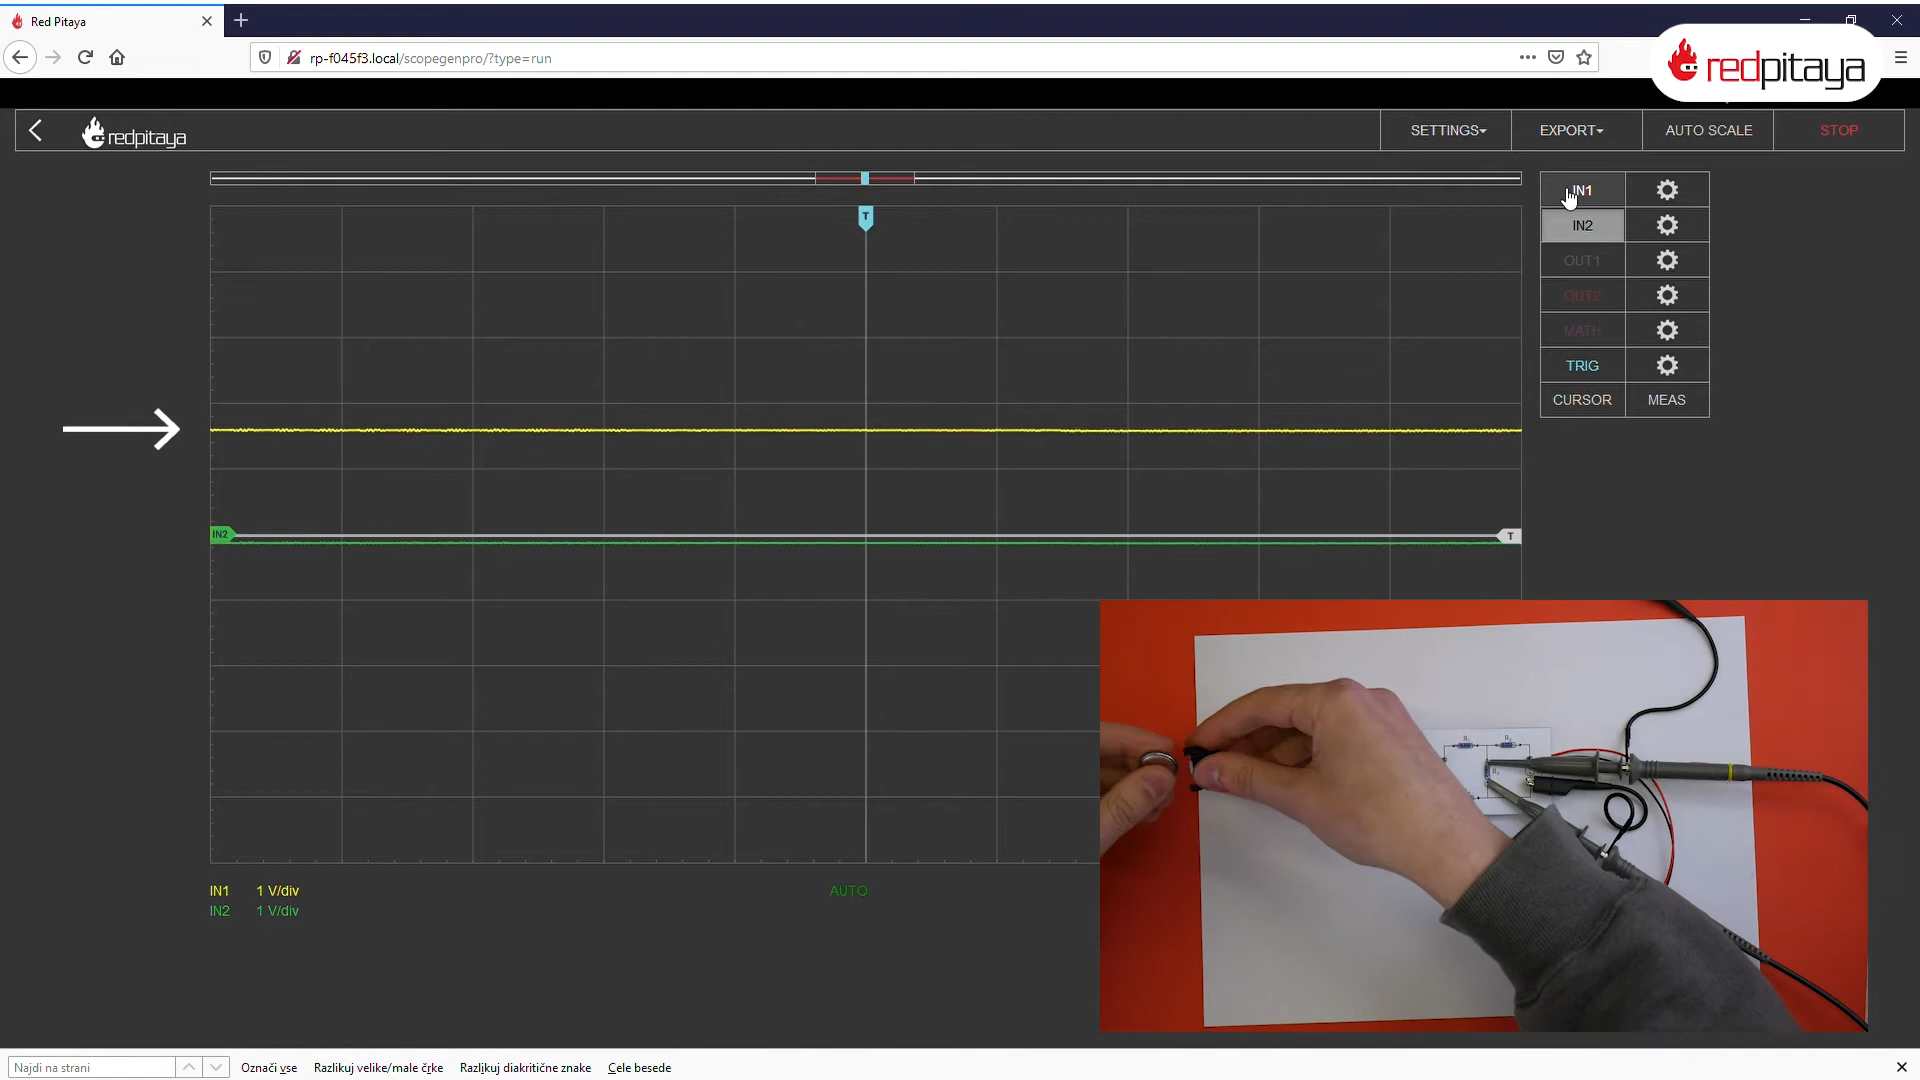 Red Pitaya
rp-f045f3.local/scopegenpro/?type=run
redpitaya
redpitaya
SETTINGS
EXPORT
AUTO SCALE
STOP
T
IN1
IN2
OUT1
OUT2
MATH
TRIG
CURSOR
MEAS
IN2
T
IN1 1 V/div
IN2 1 V/div
AUTO
Najdi na strani
Označi vse
Razlikuj velike/male črke
Razlikuj diakritične znake
Cele besede